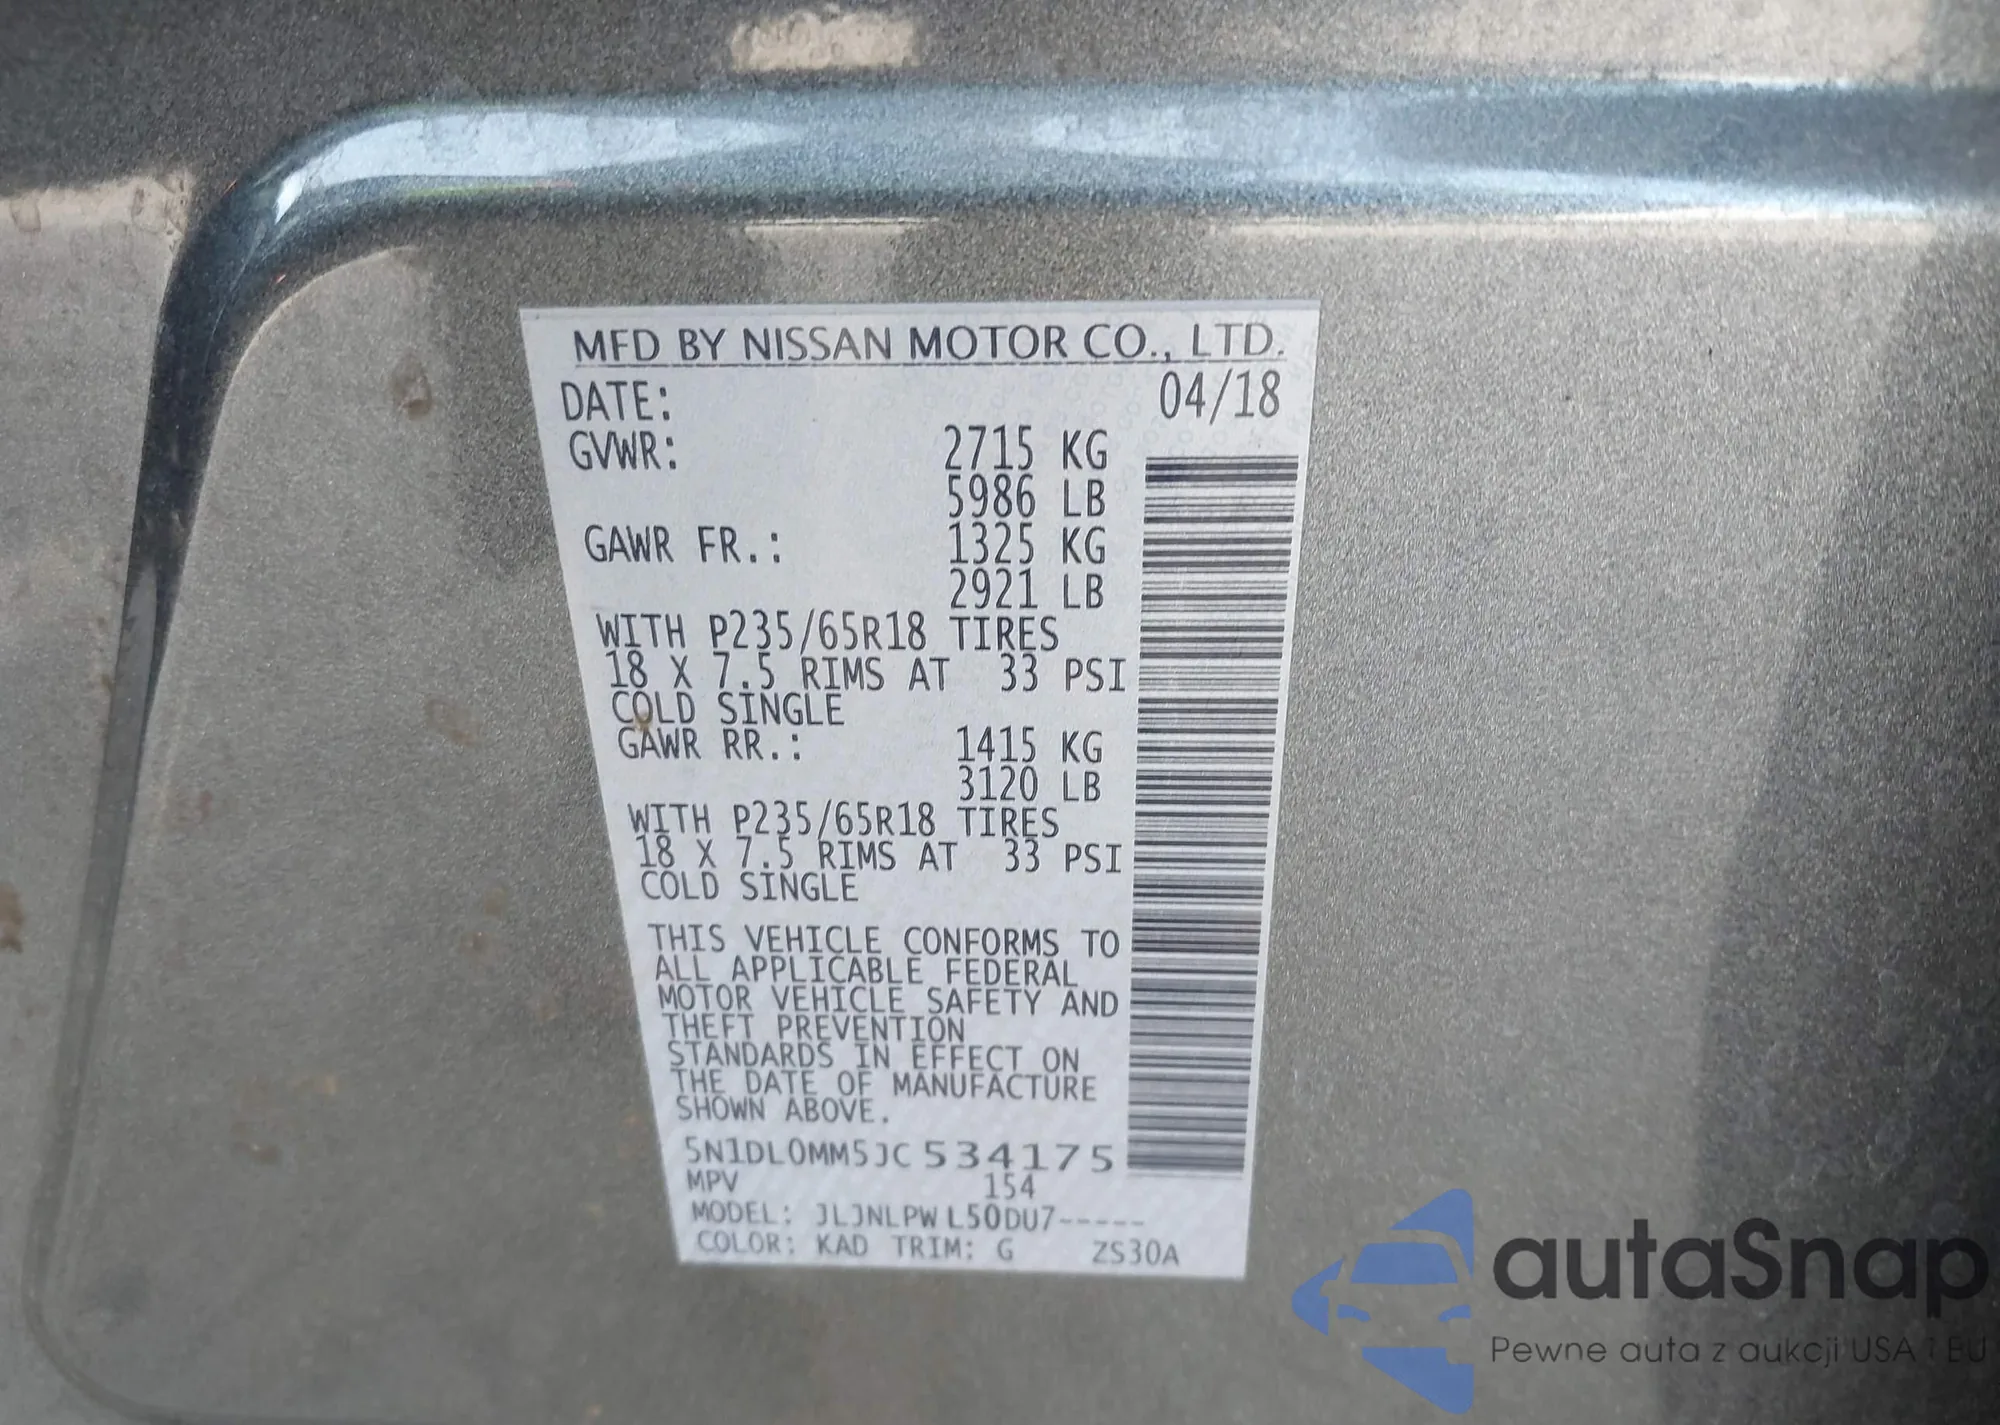 MFD BY NISSAN MOTOR CO., LTD.
DATE: 04/18
GVWR: 2715 KG
5986 LB
GAWR FR.: 1325 KG
2921 LB
WITH P235/65R18 TIRES
18 X 7.5 RIMS AT 33 PSI
COLD SINGLE
GAWR RR.: 1415 KG
3120 LB
WITH P235/65R18 TIRES
18 X 7.5 RIMS AT 33 PSI
COLD SINGLE
THIS VEHICLE CONFORMS TO
ALL APPLICABLE FEDERAL
MOTOR VEHICLE SAFETY AND
THEFT PREVENTION
STANDARDS IN EFFECT ON
THE DATE OF MANUFACTURE
SHOWN ABOVE.
5N1DL0MM5JC534175
MPV 154
MODEL: JLJNLPW L50DU7-----
COLOR: KAD TRIM: G ZS30A
autaSnap
Pewne auta z aukcji USA i EU